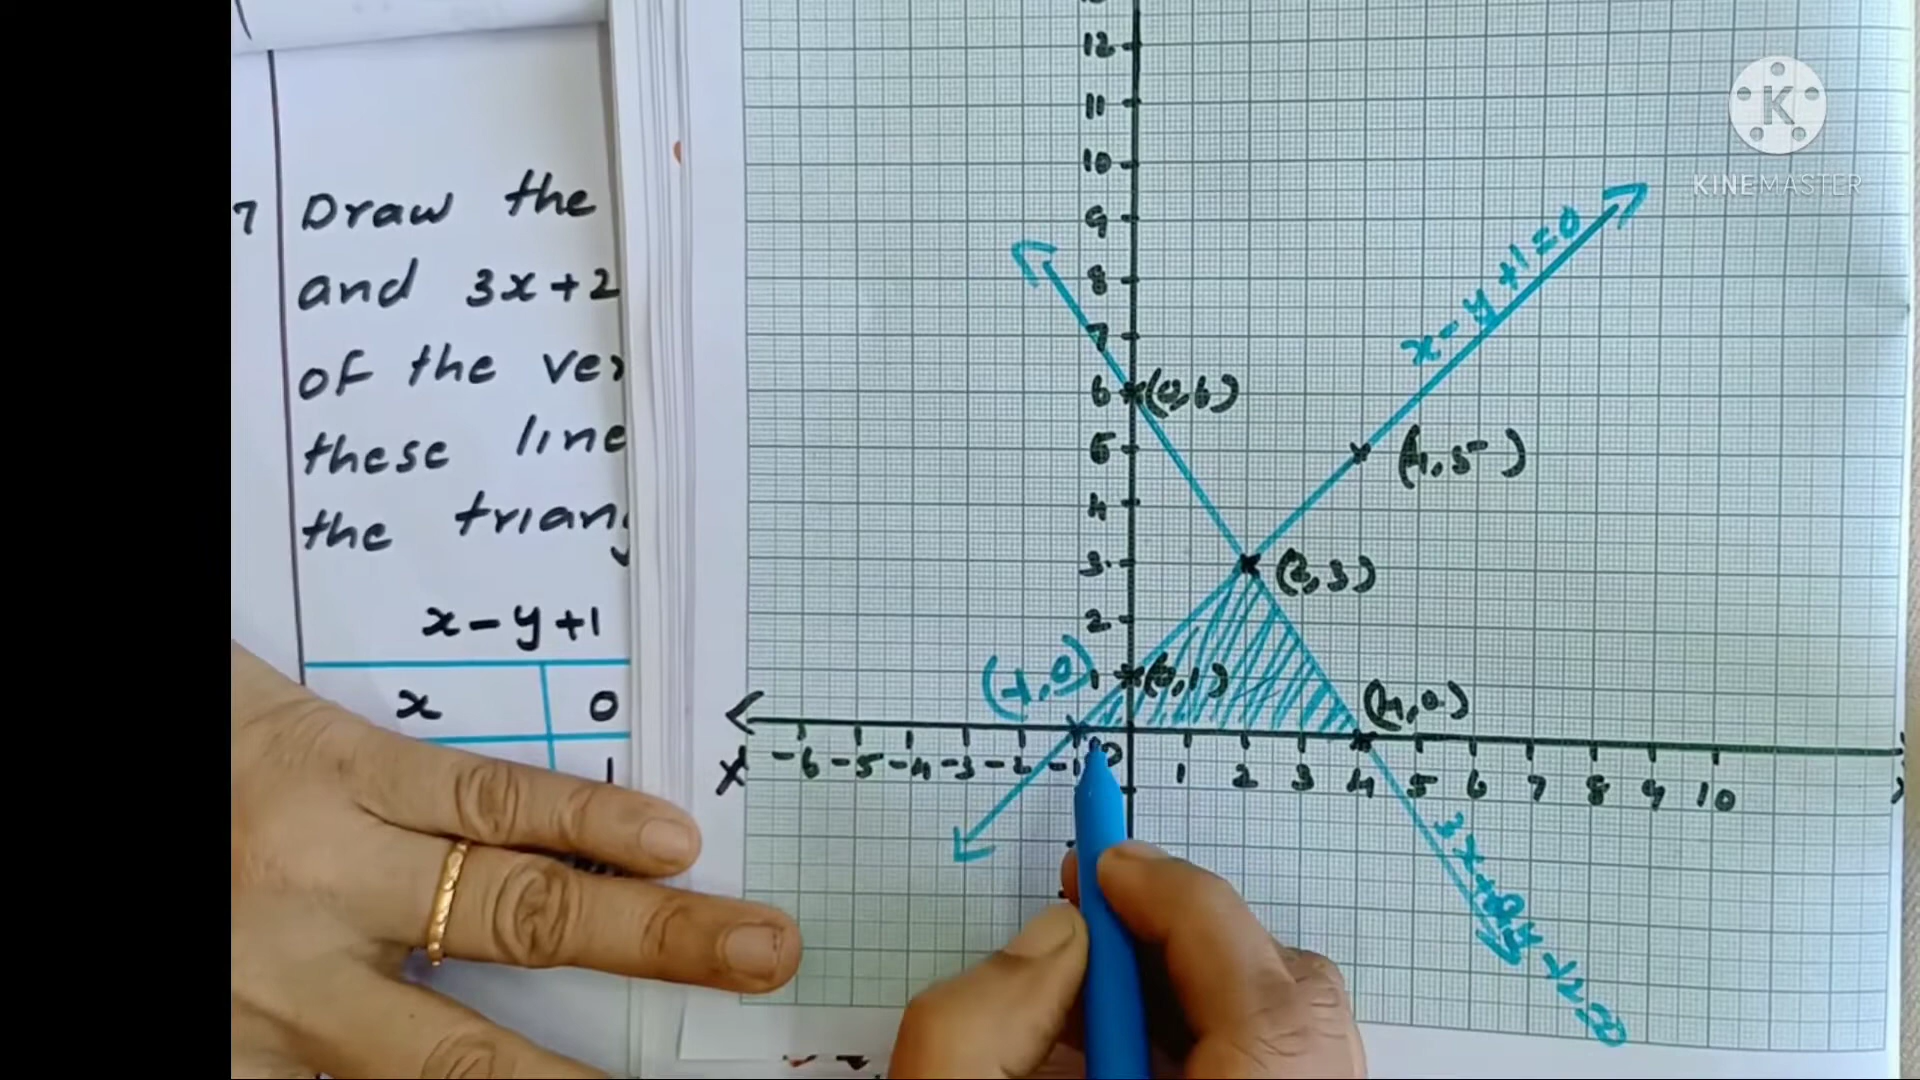 7 Draw the
and 3x+2
of the ver
these line
the triang
x-y+1
x 0
1
12
11
10
9
8
7
6 (0,6)
5 (4,5)
4
3 (2,3)
2
1 (0,1)
(-1,0)
(4,0)
x-y+1=0
X' -6 -5 -4 -3 -2 -1 0 1 2 3 4 5 6 7 8 9 10
K
KINEMASTER